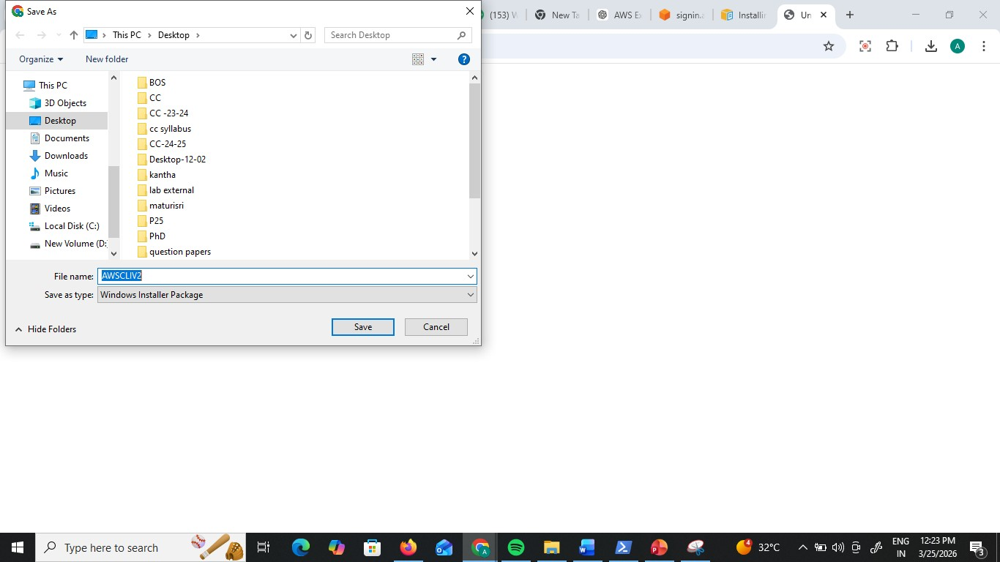 Save As
(153) W
New Ta
AWS Ex
signin.a
Installin
Un
This PC
Desktop
Search Desktop
Organize
New folder
?
A
This PC
3D Objects
Desktop
Documents
Downloads
Music
Pictures
Videos
Local Disk (C:)
New Volume (D:
BOS
CC
CC -23-24
cc syllabus
CC-24-25
Desktop-12-02
kantha
lab external
maturisri
P25
PhD
question papers
File name:
AWSCLIV2
Save as type:
Windows Installer Package
Hide Folders
Save
Cancel
Type here to search
4
32°C
ENG
IN
12:23 PM
3/25/2026
3